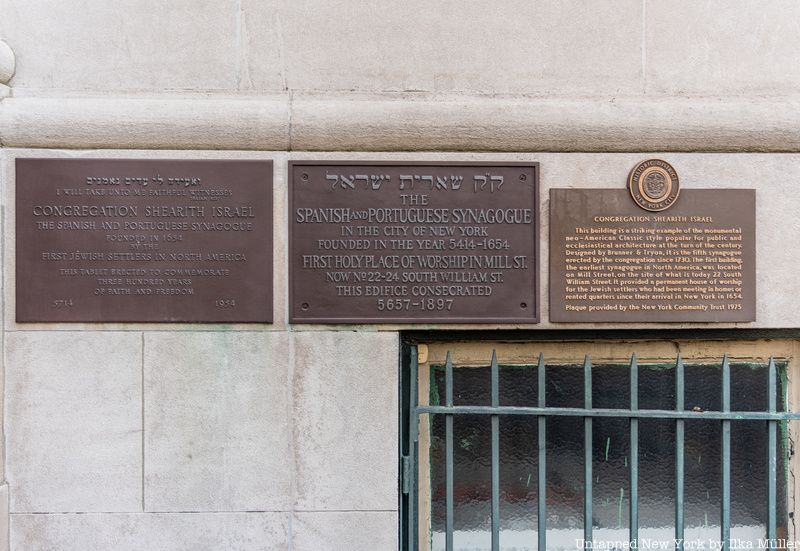 ואעידה לי עדים נאמנים
I WILL TAKE UNTO ME FAITHFUL WITNESSES
CONGREGATION SHEARITH ISRAEL
THE SPANISH AND PORTUGUESE SYNAGOGUE
FOUNDED IN 1654
BY THE
FIRST JEWISH SETTLERS IN NORTH AMERICA
THIS TABLET ERECTED TO COMMEMORATE
THREE HUNDRED YEARS
OF FAITH AND FREEDOM
5714 1954
ק"ק שארית ישראל
THE
SPANISH AND PORTUGUESE SYNAGOGUE
IN THE CITY OF NEW YORK
FOUNDED IN THE YEAR 5414-1654
FIRST HOLY PLACE OF WORSHIP IN MILL ST.
NOW Nº 22-24 SOUTH WILLIAM ST.
THIS EDIFICE CONSECRATED
5657-1897
HISTORIC DISTRICT
NEW YORK CITY
CONGREGATION SHEARITH ISRAEL
This building is a striking example of the monumental
neo-American Classic style popular for public and
ecclesiastical architecture at the turn of the century.
Designed by Brunner & Tryon, it is the fifth synagogue
erected by the congregation since 1730. The first building,
the earliest synagogue in North America, was located
on Mill Street, on the site of what is today 22 South
William Street. It provided a permanent house of worship
for the Jewish settlers who had been meeting in homes or
rented quarters since their arrival in New York in 1654.
Plaque provided by the New York Community Trust 1975
Untapped New York by Ilka Müller